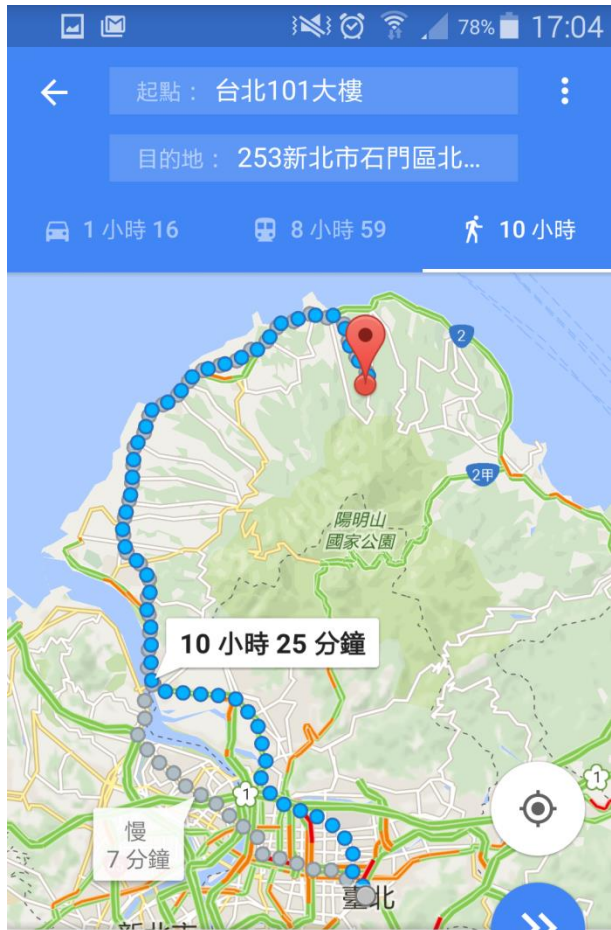 78% 17:04
起點： 台北101大樓
目的地： 253新北市石門區北...
1 小時 16
8 小時 59
10 小時
2
2甲
陽明山
國家公園
10 小時 25 分鐘
1
1
慢
7 分鐘
臺北
新北市